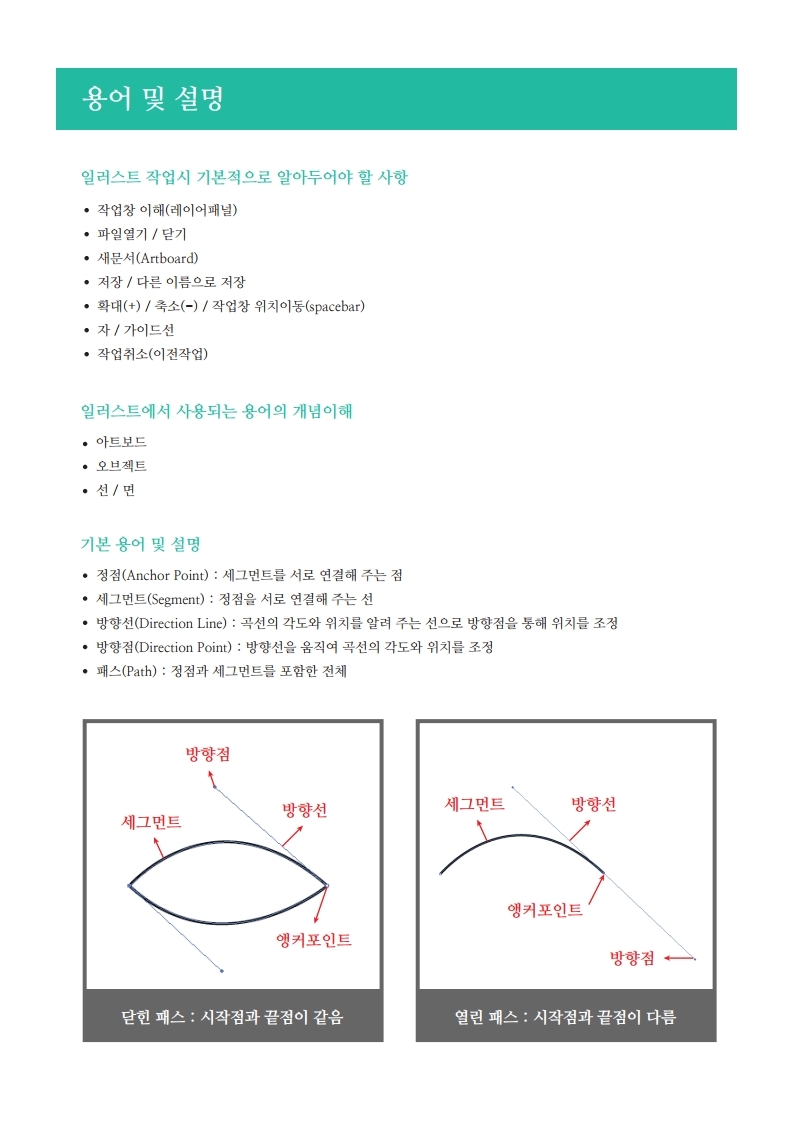 용어 및 설명
일러스트 작업시 기본적으로 알아두어야 할 사항
• 작업창 이해(레이어패널)
• 파일열기 / 닫기
• 새문서(Artboard)
• 저장 / 다른 이름으로 저장
• 확대(+) / 축소(-) / 작업창 위치이동(spacebar)
• 자 / 가이드선
• 작업취소(이전작업)
일러스트에서 사용되는 용어의 개념이해
• 아트보드
• 오브젝트
• 선 / 면
기본 용어 및 설명
• 정점(Anchor Point) : 세그먼트를 서로 연결해 주는 점
• 세그먼트(Segment) : 정점을 서로 연결해 주는 선
• 방향선(Direction Line) : 곡선의 각도와 위치를 알려 주는 선으로 방향점을 통해 위치를 조정
• 방향점(Direction Point) : 방향선을 움직여 곡선의 각도와 위치를 조정
• 패스(Path) : 정점과 세그먼트를 포함한 전체
방향점
방향선
세그먼트
앵커포인트
닫힌 패스 : 시작점과 끝점이 같음
세그먼트
방향선
앵커포인트
방향점
열린 패스 : 시작점과 끝점이 다름